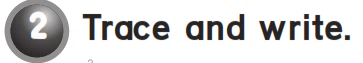 2 Trace and write.